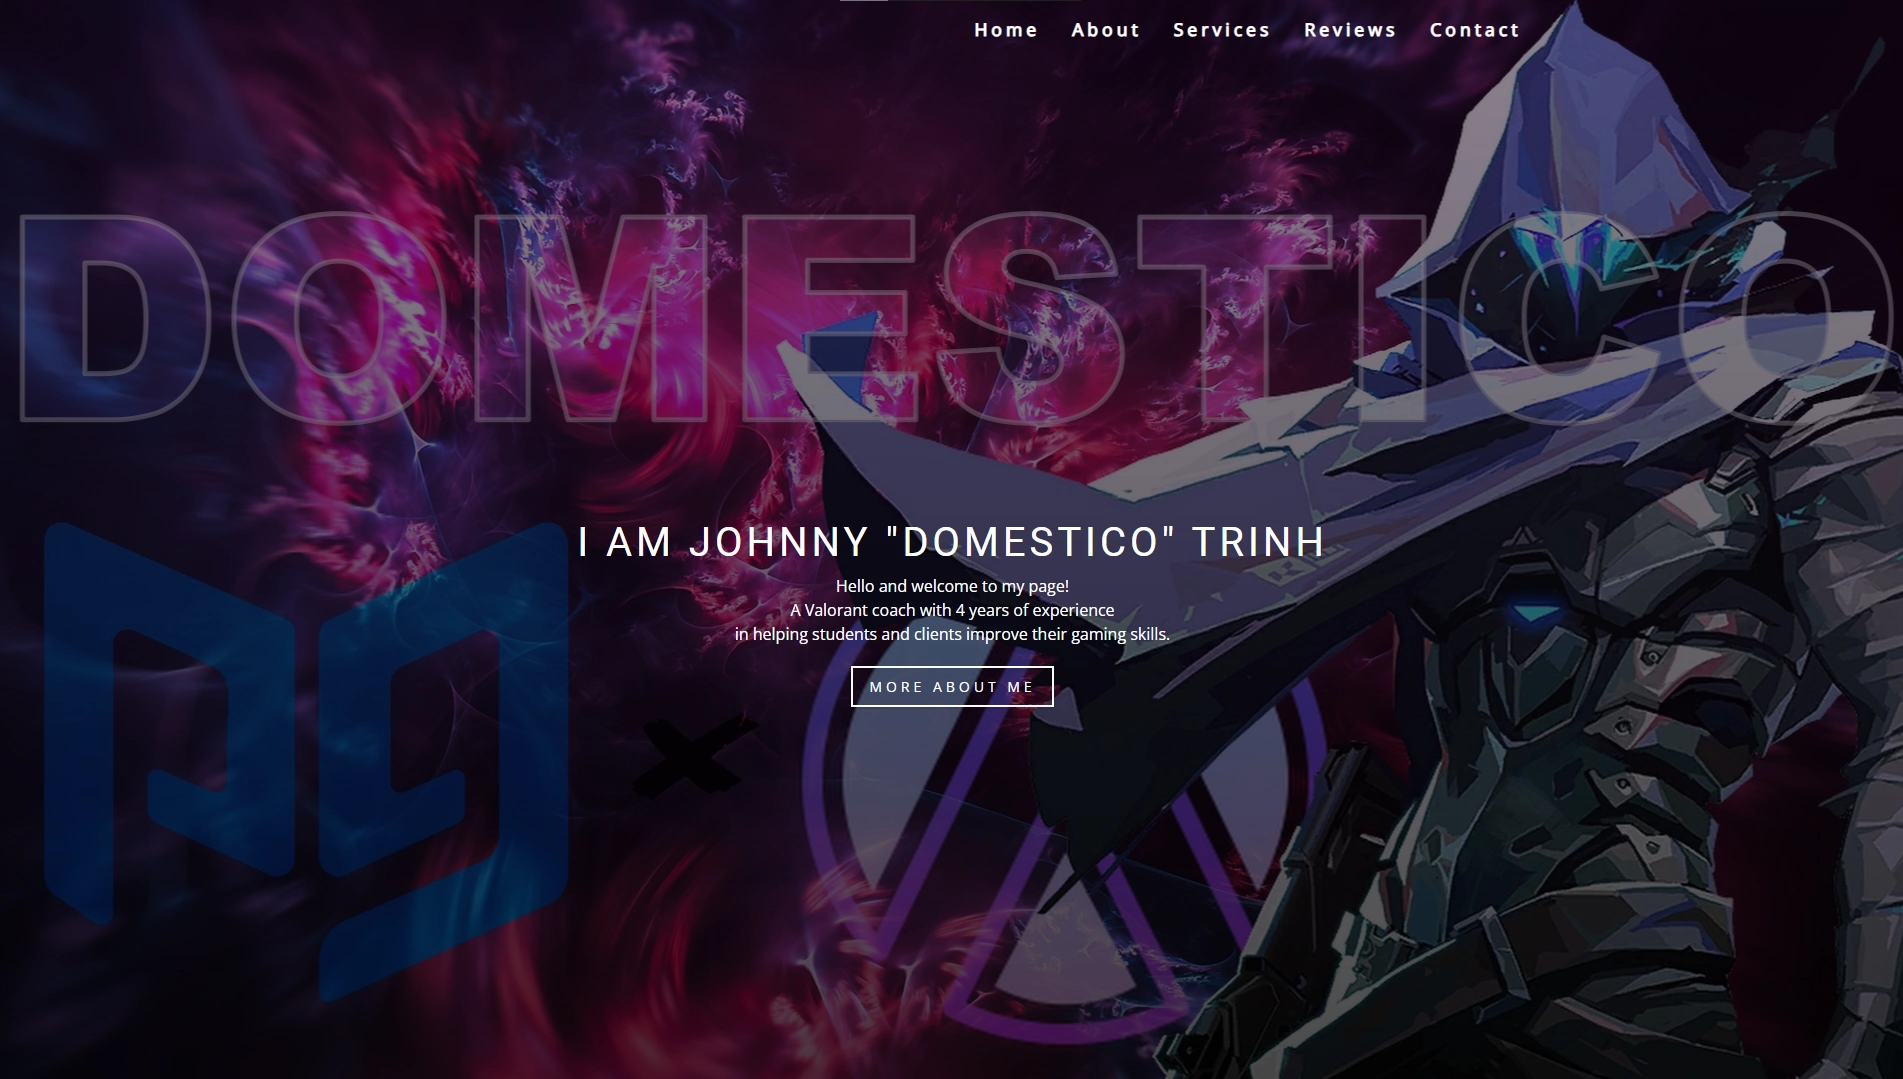 Home About Services Reviews Contact
DOMESTICO
I AM JOHNNY "DOMESTICO" TRINH
Hello and welcome to my page!
A Valorant coach with 4 years of experience
in helping students and clients improve their gaming skills.
MORE ABOUT ME